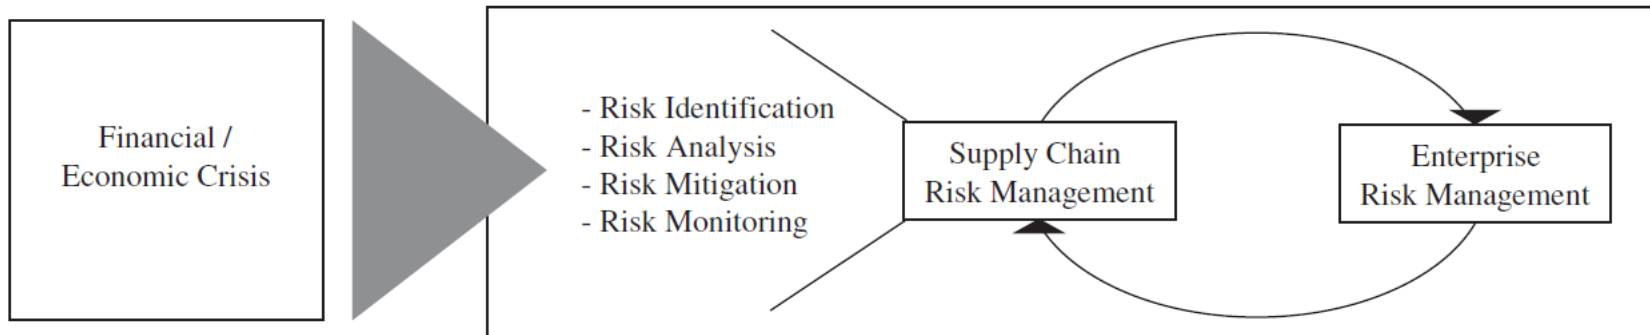 Financial /
Economic Crisis
- Risk Identification
- Risk Analysis
- Risk Mitigation
- Risk Monitoring
Supply Chain
Risk Management
Enterprise
Risk Management